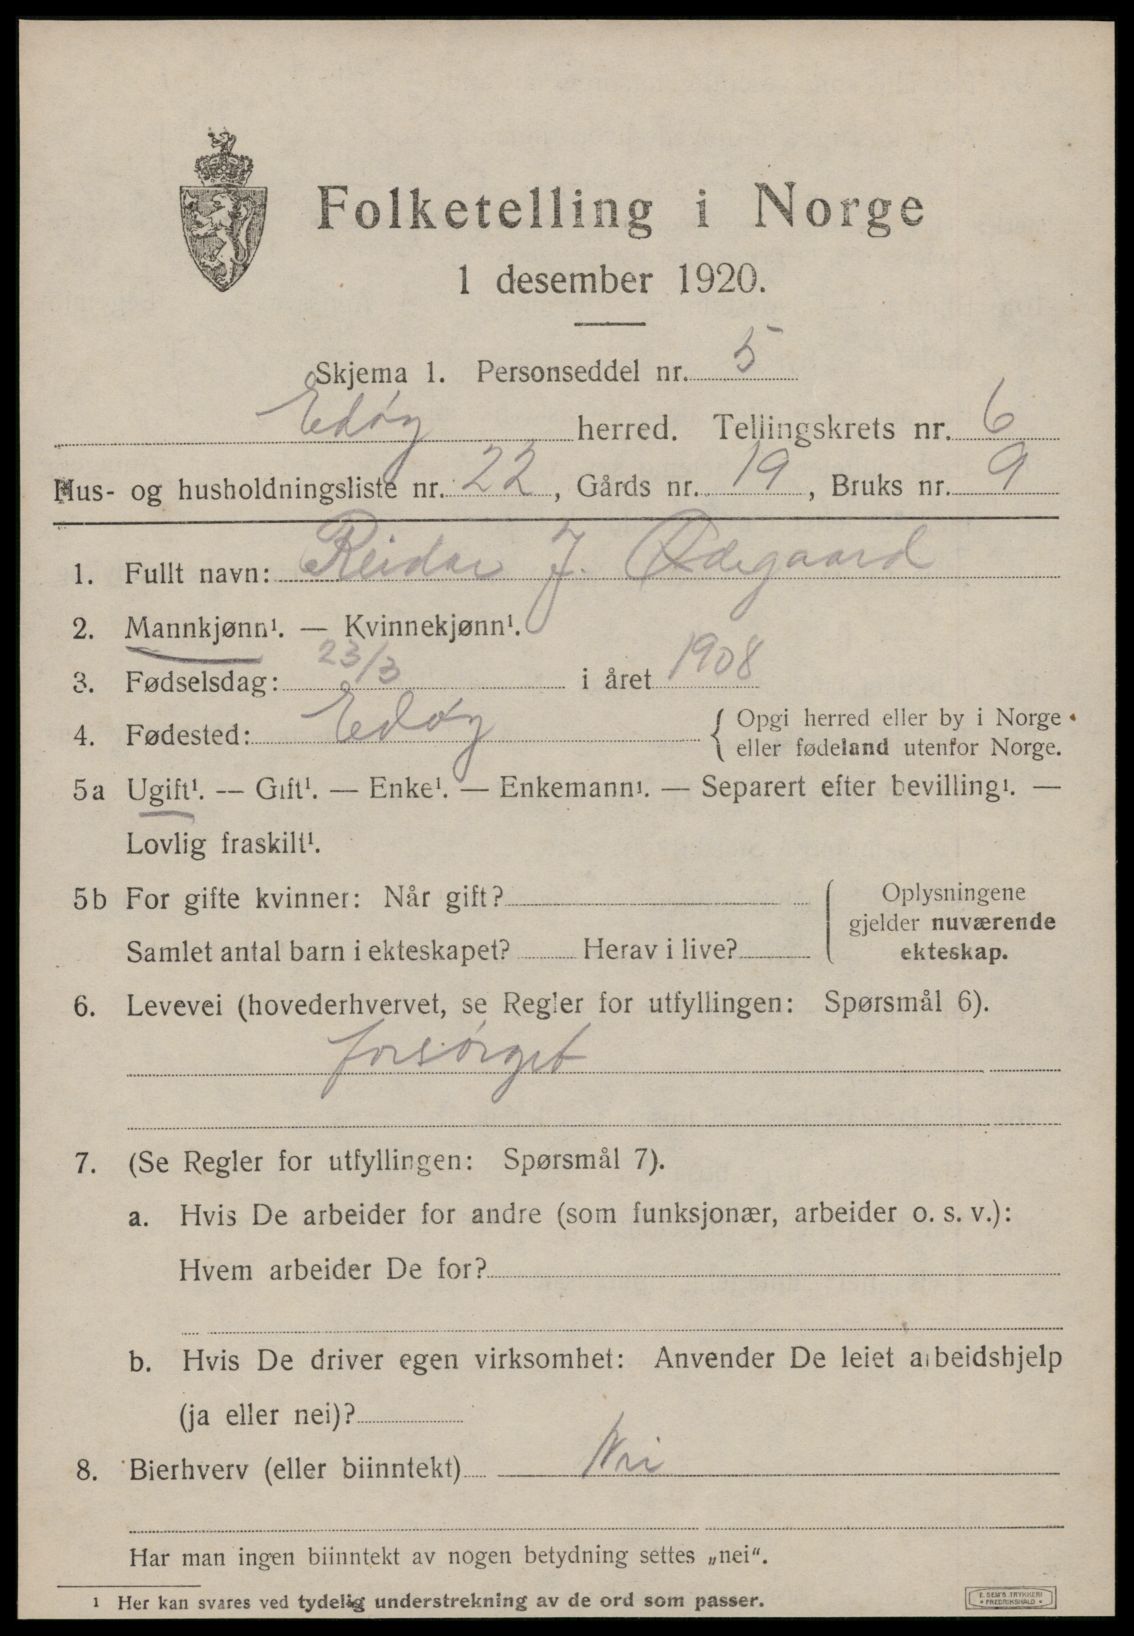 Folketelling i Norge
1 desember 1920.
Skjema 1. Personseddel nr. 5
Edøy herred. Tellingskrets nr. 6
Hus- og husholdningsliste nr. 22, Gårds nr. 19, Bruks nr. 9
1. Fullt navn: Reidar J. Ødegaard
2. Mannkjønn¹. — Kvinnekjønn¹.
3. Fødselsdag: 23/3 i året 1908
4. Fødested: Edøy { Opgi herred eller by i Norge
eller fødeland utenfor Norge.
5a Ugift¹. — Gift¹. — Enke¹. — Enkemann¹. — Separert efter bevilling¹. —
Lovlig fraskilt¹.
5b For gifte kvinner: Når gift?
Samlet antal barn i ekteskapet? Herav i live?
Oplysningene
gjelder nuværende
ekteskap.
6. Levevei (hovederhvervet, se Regler for utfyllingen: Spørsmål 6).
forsørget
7. (Se Regler for utfyllingen: Spørsmål 7).
a. Hvis De arbeider for andre (som funksjonær, arbeider o. s. v.):
Hvem arbeider De for?
b. Hvis De driver egen virksomhet: Anvender De leiet arbeidshjelp
(ja eller nei)?
8. Bierhverv (eller biinntekt) Nei
Har man ingen biinntekt av nogen betydning settes „nei“.
1 Her kan svares ved tydelig understrekning av de ord som passer.
E. SEM'S TRYKKERI
• FREDRIKSHALD •